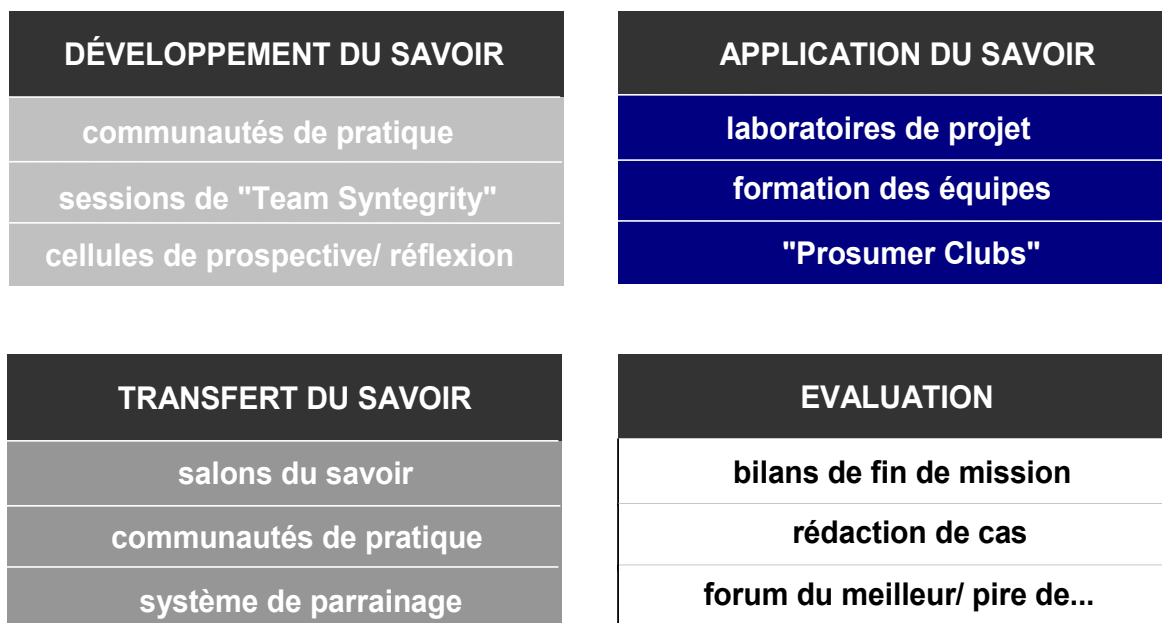 DÉVELOPPEMENT DU SAVOIR
communautés de pratique
sessions de "Team Syntegrity"
cellules de prospective/ réflexion
APPLICATION DU SAVOIR
laboratoires de projet
formation des équipes
"Prosumer Clubs"
TRANSFERT DU SAVOIR
salons du savoir
communautés de pratique
système de parrainage
EVALUATION
bilans de fin de mission
rédaction de cas
forum du meilleur/ pire de...